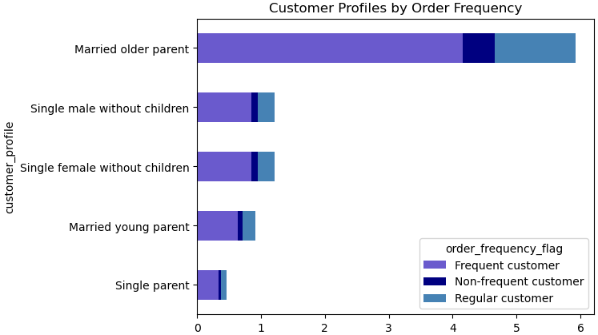 Customer Profiles by Order Frequency
customer_profile
Married older parent
Single male without children
Single female without children
Married young parent
Single parent
order_frequency_flag
Frequent customer
Non-frequent customer
Regular customer
0 1 2 3 4 5 6